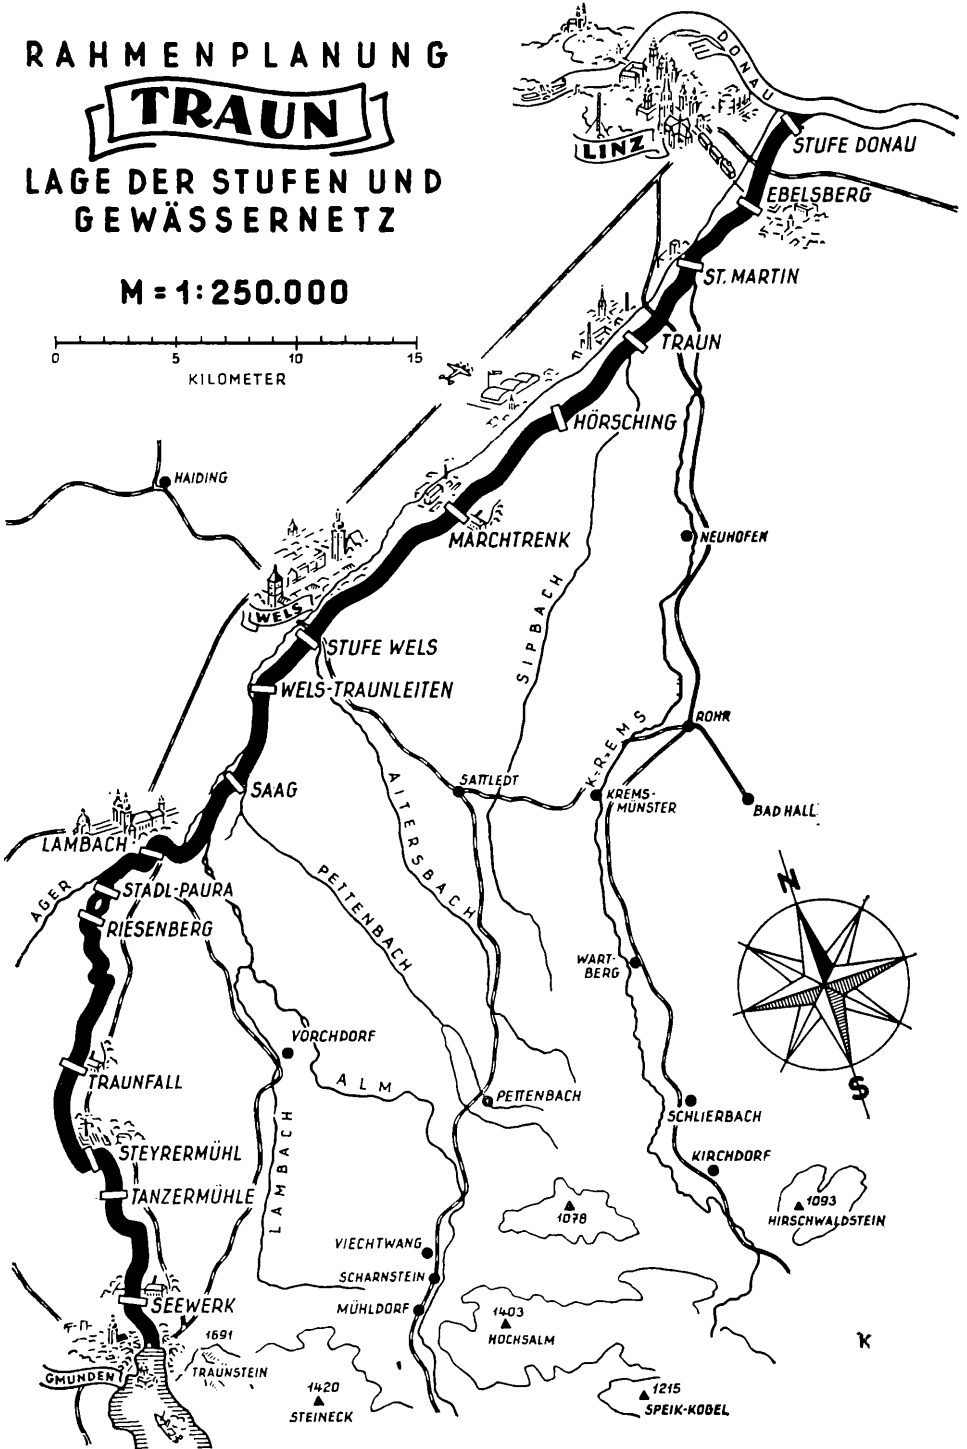 RAHMENPLANUNG
TRAUN
LAGE DER STUFEN UND
GEWÄSSERNETZ
M = 1:250.000
0 5 10 15
KILOMETER
DONAU
LINZ
STUFE DONAU
EBELSBERG
ST. MARTIN
TRAUN
HÖRSCHING
HAIDING
MARCHTRENK
NEUHOFEN
WELS
SIPBACH
STUFE WELS
WELS-TRAUNLEITEN
ROHR
KREMS
SATTLEDT
SAAG
AITERSBACH
KREMS-
MÜNSTER
BAD HALL
LAMBACH
PETTENBACH
AGER
STADL-PAURA
RIESENBERG
N
WART-
BERG
VORCHDORF
TRAUNFALL
ALM
PETTENBACH
S
SCHLIERBACH
LAMBACH
STEYRERMÜHL
KIRCHDORF
TANZERMÜHLE
1078
1093
HIRSCHWALDSTEIN
VIECHTWANG
SCHARNSTEIN
SEEWERK
MÜHLDORF
1403
HOCHSALM
1691
TRAUNSTEIN
K
GMUNDEN
1420
STEINECK
1215
SPEIK-KOGEL